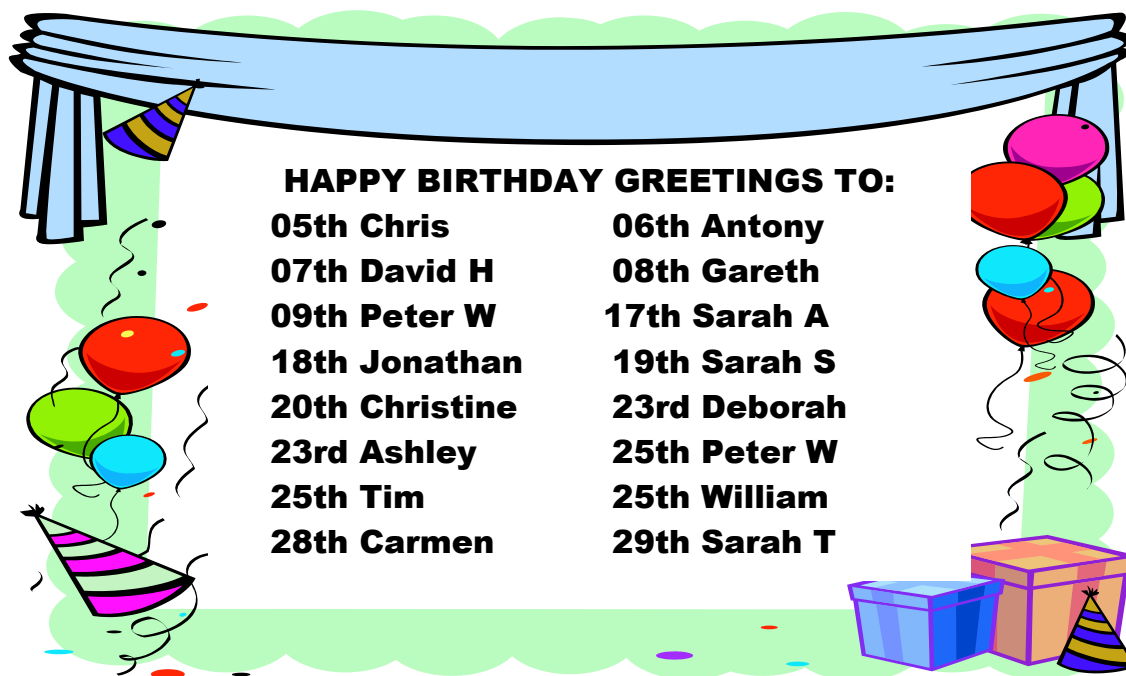 HAPPY BIRTHDAY GREETINGS TO:
05th Chris 06th Antony
07th David H 08th Gareth
09th Peter W 17th Sarah A
18th Jonathan 19th Sarah S
20th Christine 23rd Deborah
23rd Ashley 25th Peter W
25th Tim 25th William
28th Carmen 29th Sarah T